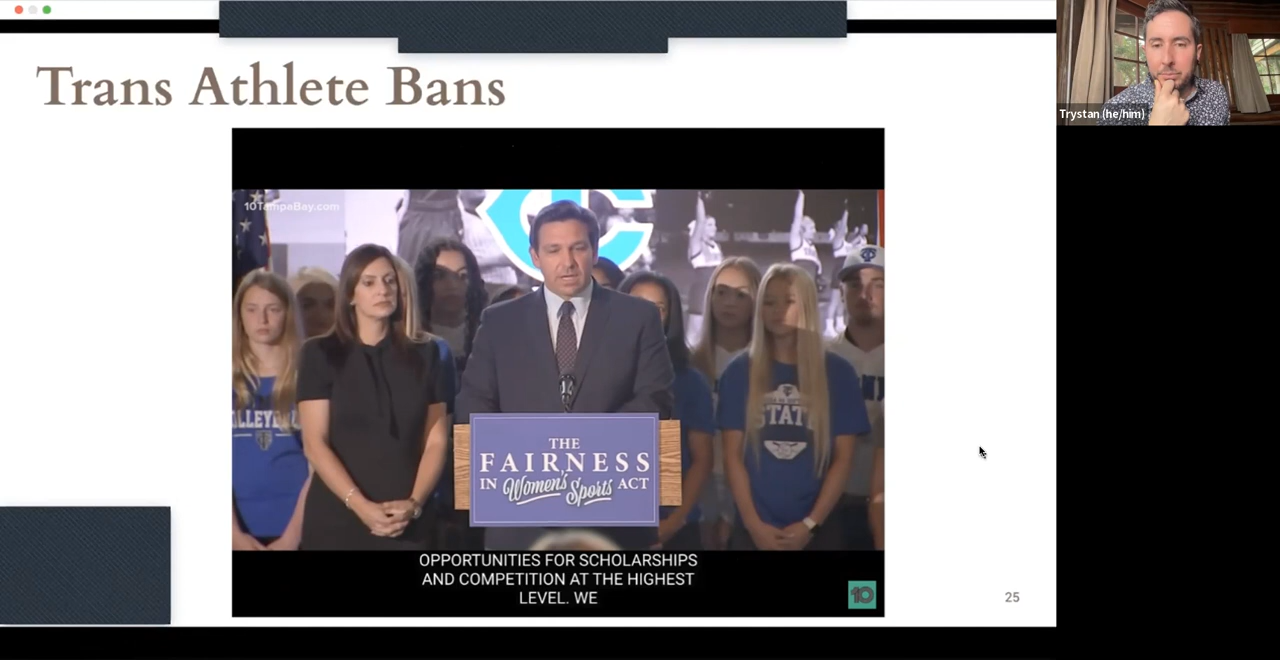 Trans Athlete Bans
10TampaBay.com
THE
FAIRNESS
IN Women's Sports ACT
OPPORTUNITIES FOR SCHOLARSHIPS
AND COMPETITION AT THE HIGHEST
LEVEL. WE
10
25
Trystan (he/him)